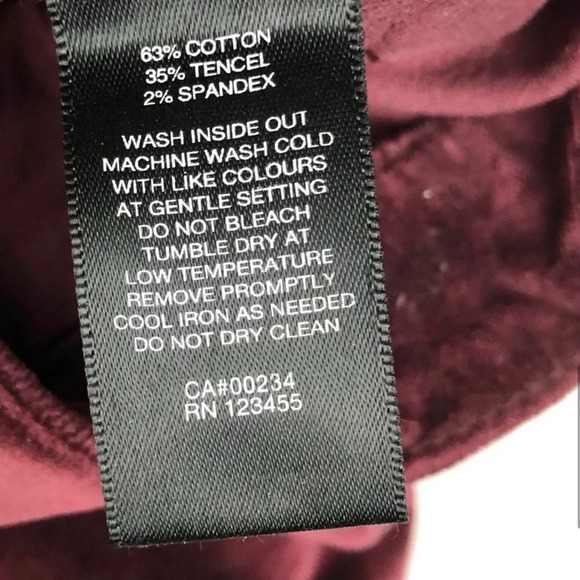 63% COTTON
35% TENCEL
2% SPANDEX
WASH INSIDE OUT
MACHINE WASH COLD
WITH LIKE COLOURS
AT GENTLE SETTING
DO NOT BLEACH
TUMBLE DRY AT
LOW TEMPERATURE
REMOVE PROMPTLY
COOL IRON AS NEEDED
DO NOT DRY CLEAN
CA#00234
RN 123455